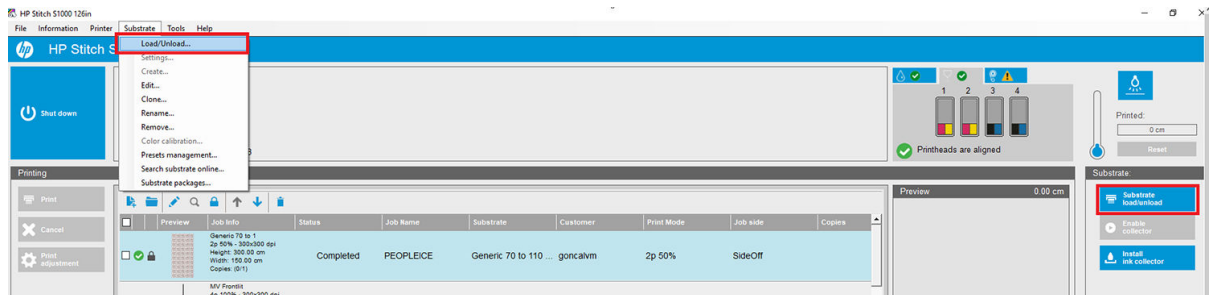 HP Stitch S1000 126in
File Information Printer Substrate Tools Help
HP Stitch S
Load/Unload...
Settings...
Create...
Edit...
Clone...
Rename...
Remove...
Color calibration...
Presets management...
Search substrate online...
Substrate packages...
Shut down
1 2 3 4
Printheads are aligned
Printed:
0 cm
Reset
Printing
Print
Cancel
Print
adjustment
Preview Job Info Status Job Name Substrate Customer Print Mode Job side Copies
Generic 70 to 1
2p 50% - 300x300 dpi
Height: 300.00 cm
Width: 150.00 cm
Copies: (0/1)
Completed PEOPLEICE Generic 70 to 110 ... goncalvm 2p 50% SideOff
MV Frontlit
4p 100% - 300x300 dpi
Preview 0.00 cm
Substrate:
Substrate
load/unload
Enable
collector
Install
ink collector